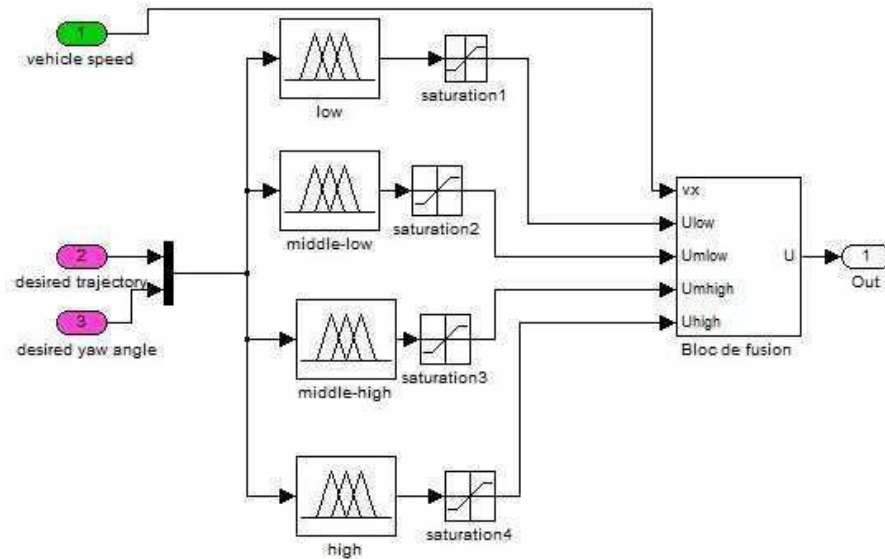 1
vehicle speed
low
saturation1
middle-low
saturation2
2
desired trajectory
3
desired yaw angle
middle-high
saturation3
high
saturation4
vx
Ulow
Umlow
U
Umhigh
Uhigh
Bloc de fusion
1
Out